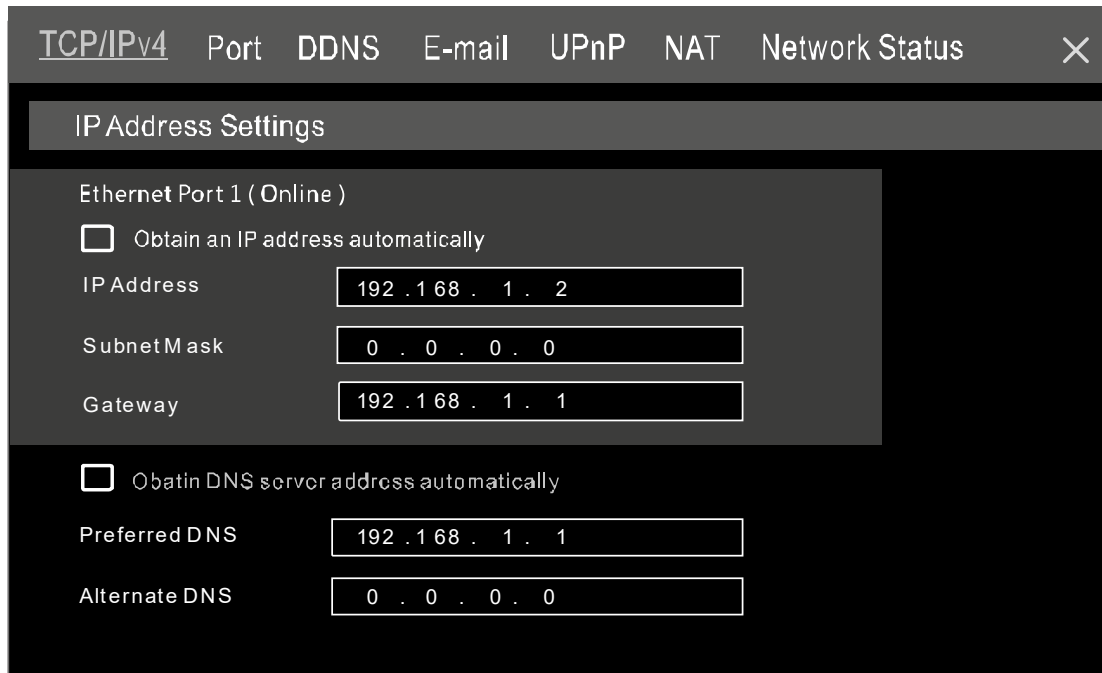 TCP/IPv4 Port DDNS E-mail UPnP NAT Network Status
IP Address Settings
Ethernet Port 1 ( Online )
Obtain an IP address automatically
IP Address 192 .168 . 1 . 2
Subnet Mask 0 . 0 . 0 . 0
Gateway 192 .168 . 1 . 1
Obatin DNS server address automatically
Preferred DNS 192 .168 . 1 . 1
Alternate DNS 0 . 0 . 0 . 0